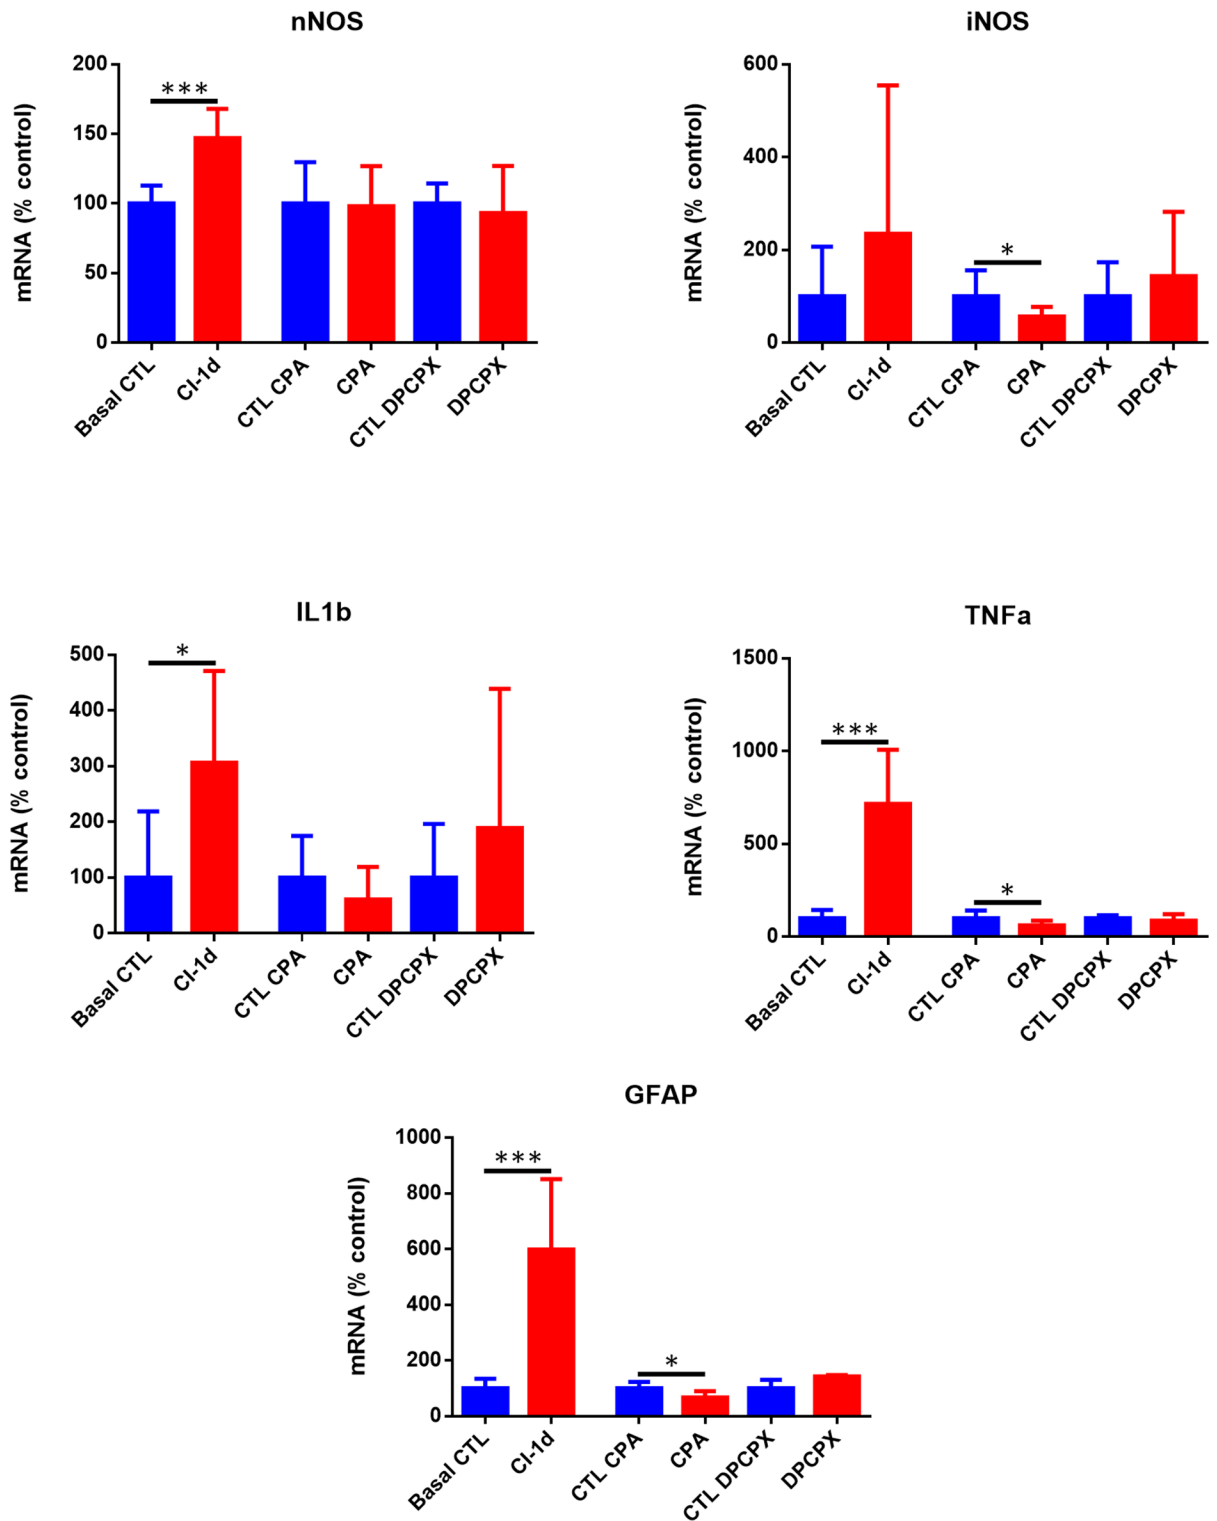 nNOS
mRNA (% control)
200
150
100
50
0
***
Basal CTL
CI-1d
CTL CPA
CPA
CTL DPCPX
DPCPX
iNOS
mRNA (% control)
600
400
200
0
*
Basal CTL
CI-1d
CTL CPA
CPA
CTL DPCPX
DPCPX
IL1b
mRNA (% control)
500
400
300
200
100
0
*
Basal CTL
CI-1d
CTL CPA
CPA
CTL DPCPX
DPCPX
TNFa
mRNA (% control)
1500
1000
500
0
***
*
Basal CTL
CI-1d
CTL CPA
CPA
CTL DPCPX
DPCPX
GFAP
mRNA (% control)
1000
800
600
400
200
0
***
*
Basal CTL
CI-1d
CTL CPA
CPA
CTL DPCPX
DPCPX